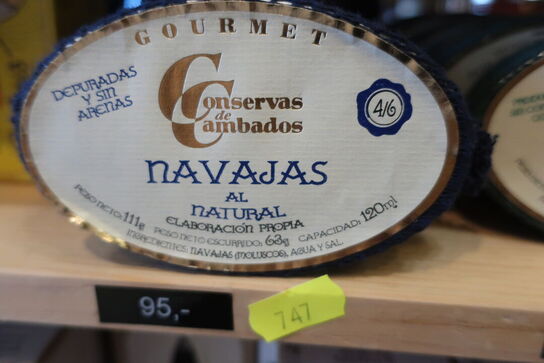 GOURMET
DEPURADAS
Y SIN
ARENAS
Conservas
de
Cambados
4/6
NAVAJAS
AL
NATURAL
ELABORACIÓN PROPIA
PESO NETO: 111g PESO NETO ESCURRIDO: 63g CAPACIDAD: 120ml
INGREDIENTES: NAVAJAS (MOLUSCOS), AGUA Y SAL.
95,-
747